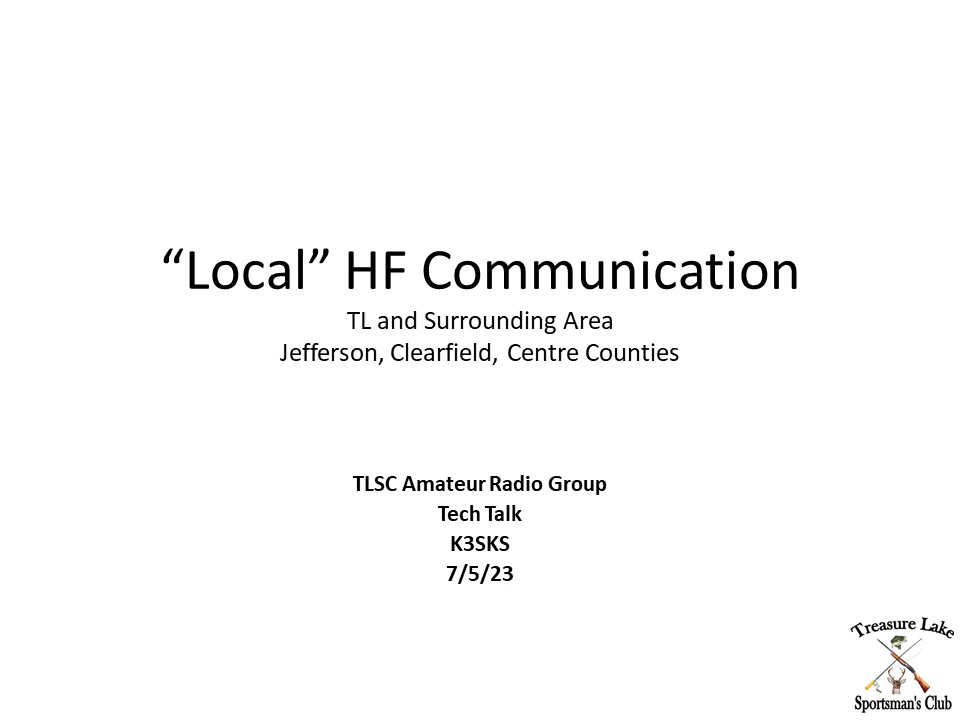 “Local” HF Communication
TL and Surrounding Area
Jefferson, Clearfield, Centre Counties
TLSC Amateur Radio Group
Tech Talk
K3SKS
7/5/23
Treasure Lake
Sportsman's Club